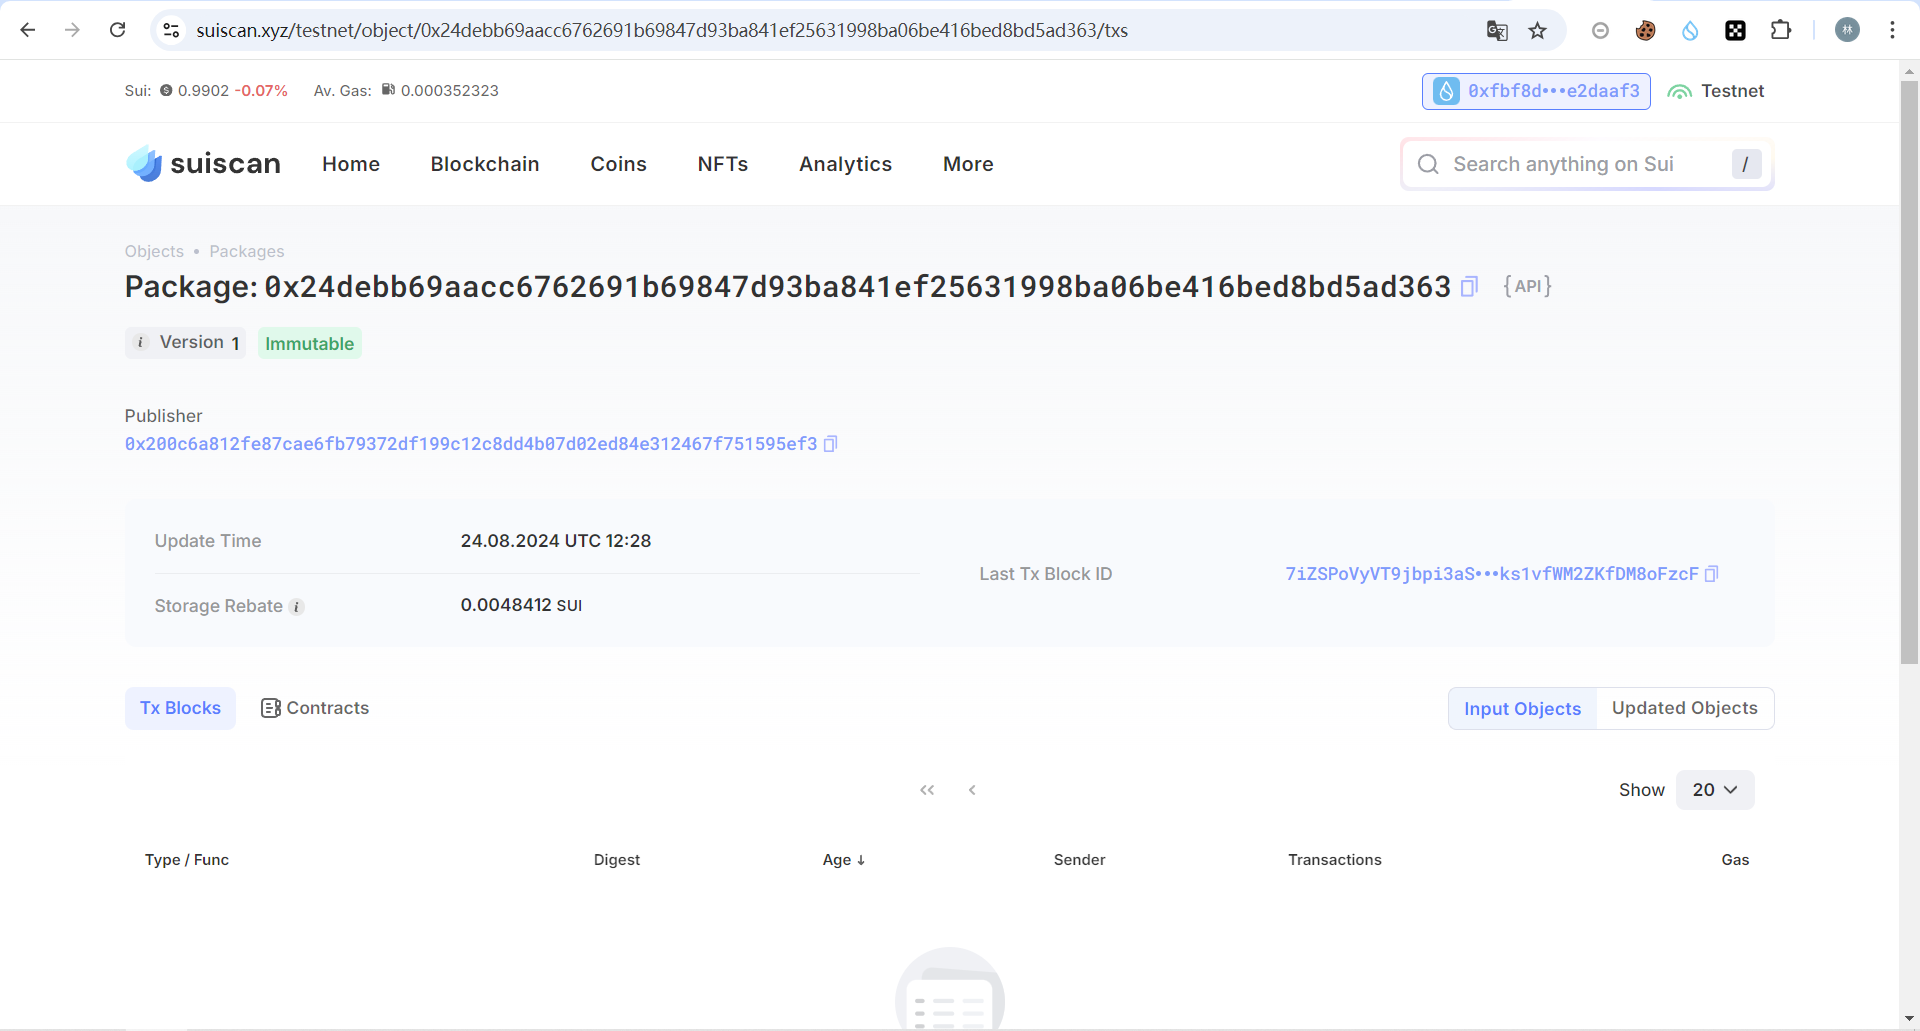 suiscan.xyz/testnet/object/0x24debb69aacc6762691b69847d93ba841ef25631998ba06be416bed8bd5ad363/txs
林
Sui: 0.9902 -0.07% Av. Gas: 0.000352323
0xfbf8d•••e2daaf3 Testnet
suiscan Home Blockchain Coins NFTs Analytics More Search anything on Sui /
Objects • Packages
Package: 0x24debb69aacc6762691b69847d93ba841ef25631998ba06be416bed8bd5ad363 {API}
i Version 1 Immutable
Publisher
0x200c6a812fe87cae6fb79372df199c12c8dd4b07d02ed84e312467f751595ef3
Update Time 24.08.2024 UTC 12:28
Storage Rebate i 0.0048412 SUI
Last Tx Block ID 7iZSPoVyVT9jbpi3aS•••ks1vfWM2ZKfDM8oFzcF
Tx Blocks Contracts Input Objects Updated Objects
Show 20
Type / Func Digest Age ↓ Sender Transactions Gas